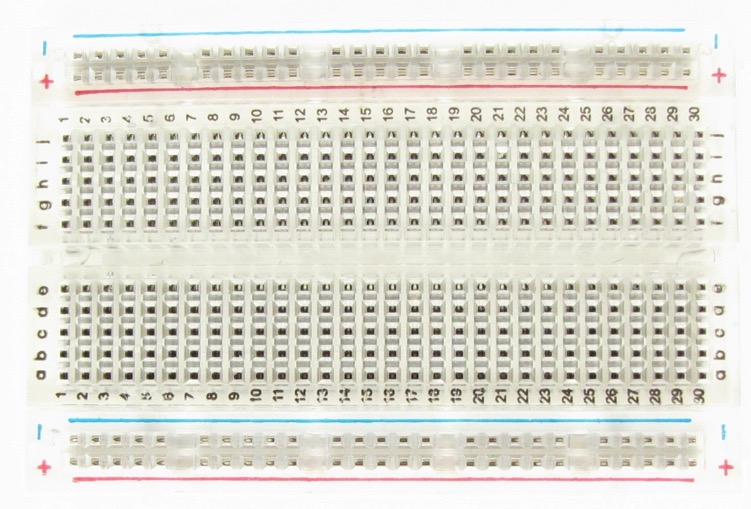 - -
+ +
1 2 3 4 5 6 7 8 9 10 11 12 13 14 15 16 17 18 19 20 21 22 23 24 25 26 27 28 29 30
j j
i i
h h
g g
f f
e e
d d
c c
b b
a a
1 2 3 4 5 6 7 8 9 10 11 12 13 14 15 16 17 18 19 20 21 22 23 24 25 26 27 28 29 30
- -
+ +